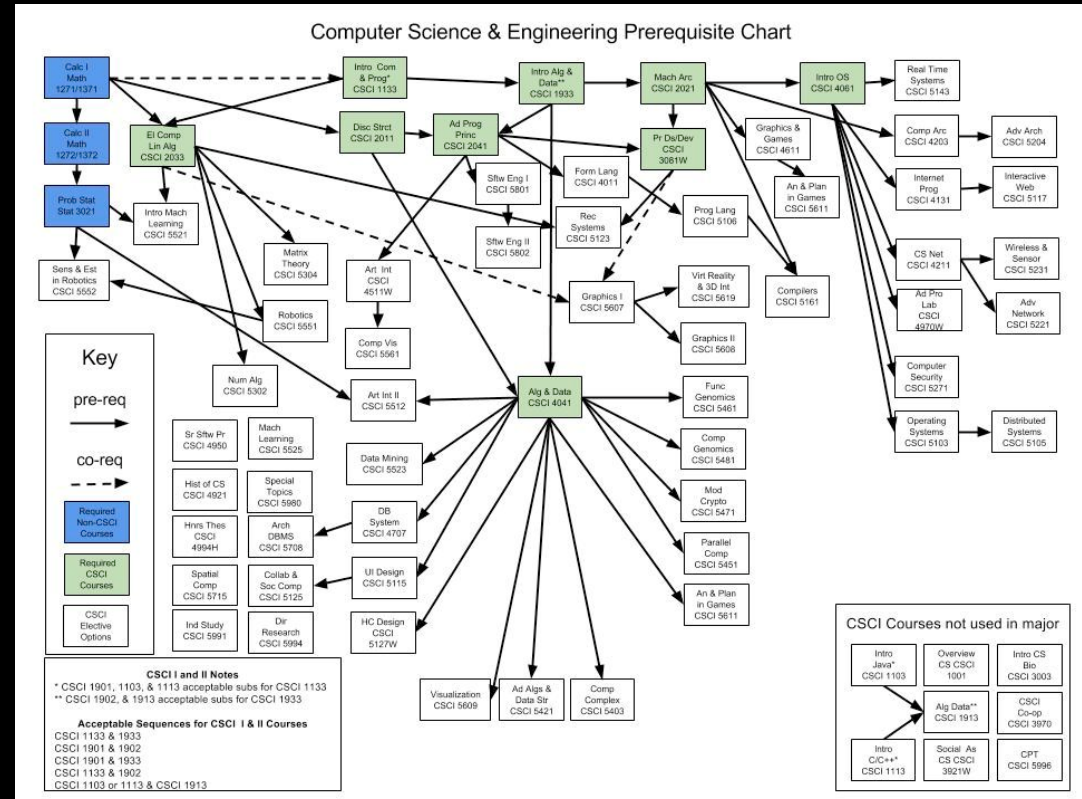 Computer Science & Engineering Prerequisite Chart
Calc I
Math
1271/1371
Intro Com
& Prog*
CSCI 1133
Intro Alg &
Data**
CSCI 1933
Mach Arc
CSCI 2021
Intro OS
CSCI 4061
Real Time
Systems
CSCI 5143
Calc II
Math
1272/1372
El Comp
Lin Alg
CSCI 2033
Disc Strct
CSCI 2011
Ad Prog
Princ
CSCI 2041
Pr Ds/Dev
CSCI
3081W
Graphics &
Games
CSCI 4611
Comp Arc
CSCI 4203
Adv Arch
CSCI 5204
Prob Stat
Stat 3021
Intro Mach
Learning
CSCI 5521
Sftw Eng I
CSCI 5801
Form Lang
CSCI 4011
An & Plan
in Games
CSCI 5611
Internet
Prog
CSCI 4131
Interactive
Web
CSCI 5117
Sens & Est
in Robotics
CSCI 5552
Matrix
Theory
CSCI 5304
Art Int
CSCI
4511W
Sftw Eng II
CSCI 5802
Rec
Systems
CSCI 5123
Prog Lang
CSCI 5106
CS Net
CSCI 4211
Wireless &
Sensor
CSCI 5231
Robotics
CSCI 5551
Graphics I
CSCI 5607
Virt Reality
& 3D Int
CSCI 5619
Compilers
CSCI 5161
Ad Pro
Lab
CSCI
4970W
Adv
Network
CSCI 5221
Comp Vis
CSCI 5561
Graphics II
CSCI 5608
Num Alg
CSCI 5302
Art Int II
CSCI 5512
Alg & Data
CSCI 4041
Func
Genomics
CSCI 5461
Computer
Security
CSCI 5271
Operating
Systems
CSCI 5103
Distributed
Systems
CSCI 5105
Key
pre-req
co-req
Required
Non-CSCI
Courses
Required
CSCI
Courses
CSCI
Elective
Options
Sr Sftw Pr
CSCI 4950
Mach
Learning
CSCI 5525
Data Mining
CSCI 5523
Comp
Genomics
CSCI 5481
Hist of CS
CSCI 4921
Special
Topics
CSCI 5980
DB
System
CSCI 4707
Mod
Crypto
CSCI 5471
Hnrs Thes
CSCI
4994H
Arch
DBMS
CSCI 5708
Parallel
Comp
CSCI 5451
Spatial
Comp
CSCI 5715
Collab &
Soc Comp
CSCI 5125
UI Design
CSCI 5115
An & Plan
in Games
CSCI 5611
Ind Study
CSCI 5991
Dir
Research
CSCI 5994
HC Design
CSCI
5127W
Visualization
CSCI 5609
Ad Algs &
Data Str
CSCI 5421
Comp
Complex
CSCI 5403
CSCI I and II Notes
* CSCI 1901, 1103, & 1113 acceptable subs for CSCI 1133
** CSCI 1902, & 1913 acceptable subs for CSCI 1933
Acceptable Sequences for CSCI I & II Courses
CSCI 1133 & 1933
CSCI 1901 & 1902
CSCI 1901 & 1933
CSCI 1133 & 1902
CSCI 1103 or 1113 & CSCI 1913
CSCI Courses not used in major
Intro
Java*
CSCI 1103
Overview
CS CSCI
1001
Intro CS
Bio
CSCI 3003
Alg Data**
CSCI 1913
CSCI
Co-op
CSCI 3970
Intro
C/C++*
CSCI 1113
Social As
CS CSCI
3921W
CPT
CSCI 5996